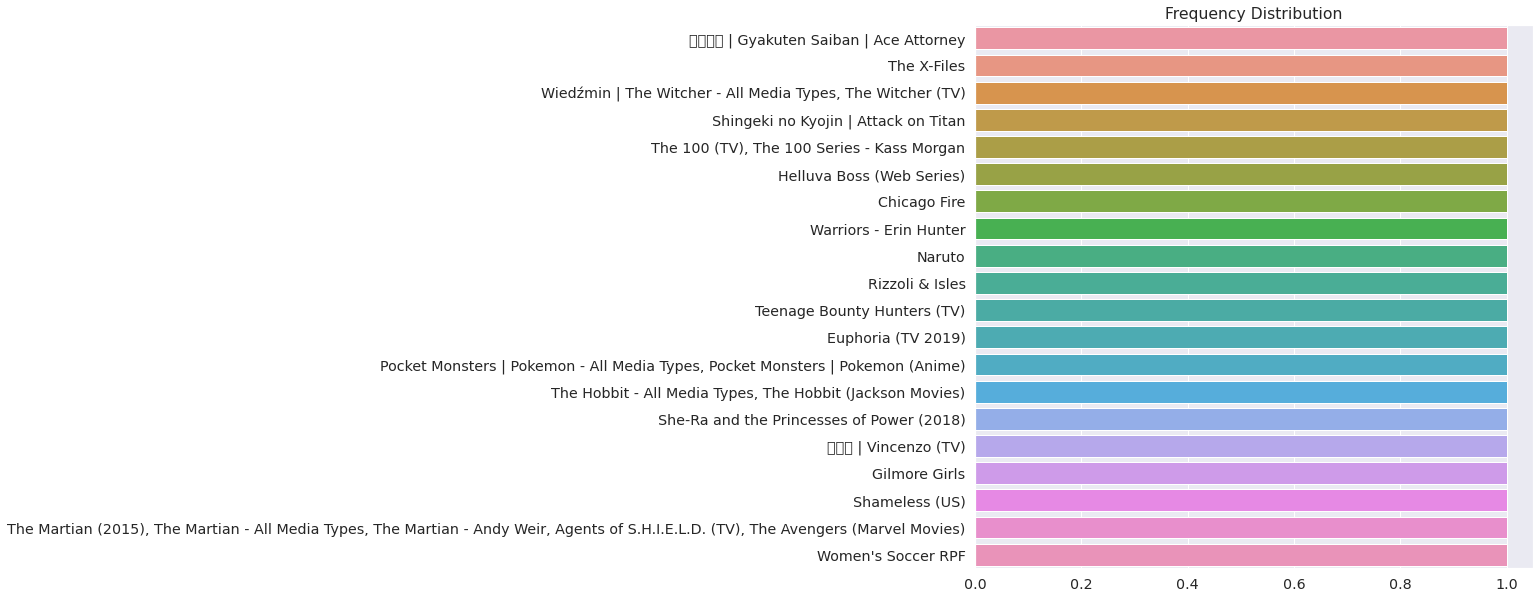 Frequency Distribution
| Gyakuten Saiban | Ace Attorney
The X-Files
Wiedźmin | The Witcher - All Media Types, The Witcher (TV)
Shingeki no Kyojin | Attack on Titan
The 100 (TV), The 100 Series - Kass Morgan
Helluva Boss (Web Series)
Chicago Fire
Warriors - Erin Hunter
Naruto
Rizzoli & Isles
Teenage Bounty Hunters (TV)
Euphoria (TV 2019)
Pocket Monsters | Pokemon - All Media Types, Pocket Monsters | Pokemon (Anime)
The Hobbit - All Media Types, The Hobbit (Jackson Movies)
She-Ra and the Princesses of Power (2018)
| Vincenzo (TV)
Gilmore Girls
Shameless (US)
The Martian (2015), The Martian - All Media Types, The Martian - Andy Weir, Agents of S.H.I.E.L.D. (TV), The Avengers (Marvel Movies)
Women's Soccer RPF
0.0 0.2 0.4 0.6 0.8 1.0